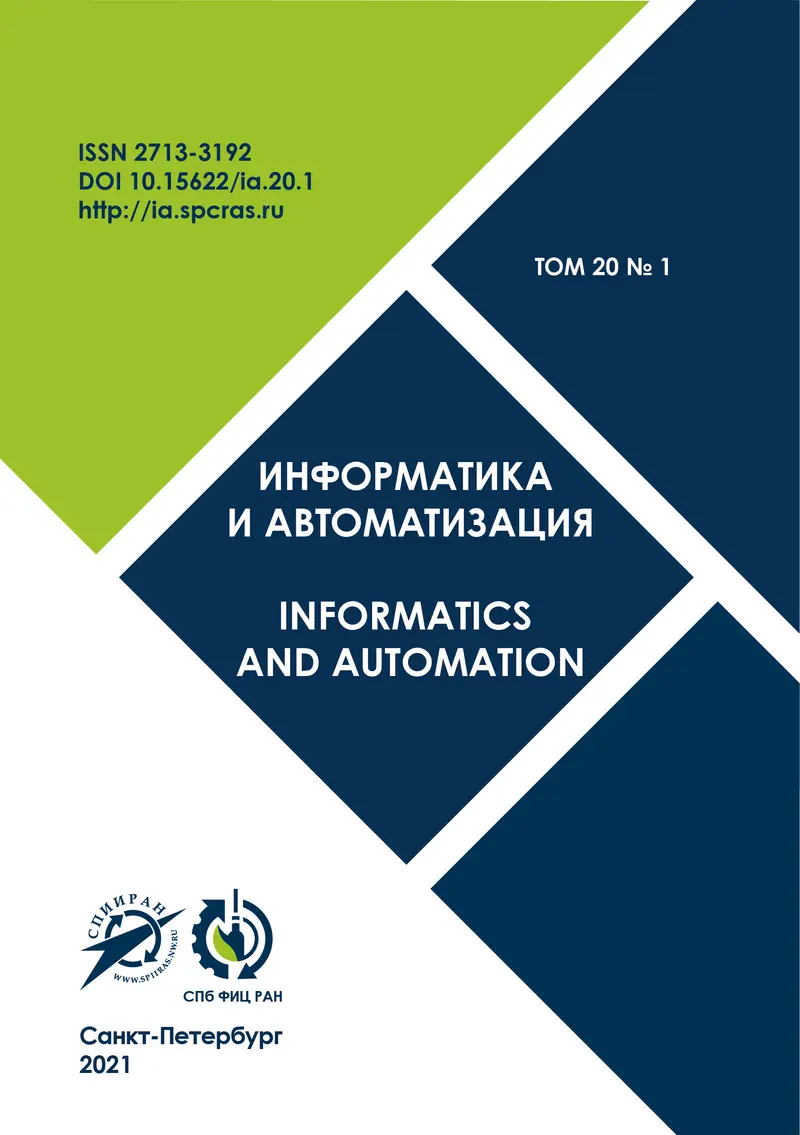 ISSN 2713-3192
DOI 10.15622/ia.20.1
http://ia.spcras.ru
ТОМ 20 № 1
ИНФОРМАТИКА
И АВТОМАТИЗАЦИЯ
INFORMATICS
AND AUTOMATION
СПИИРАН
WWW.SPIIRAS.NW.RU
СПб ФИЦ РАН
Санкт-Петербург
2021